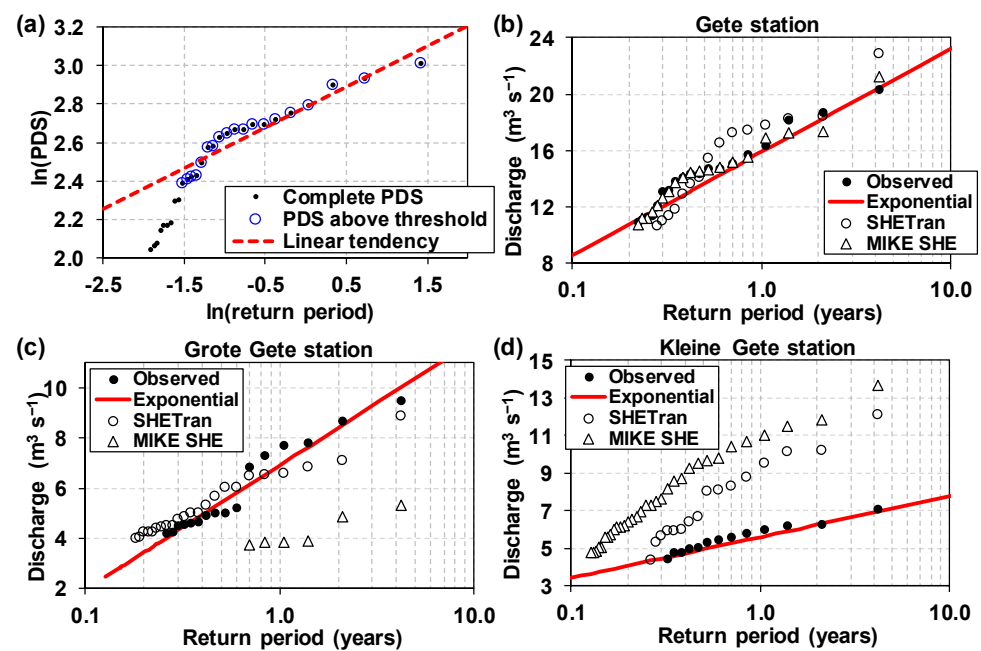 (a)
3.2
3.0
2.8
2.6
2.4
2.2
2.0
ln(PDS)
Complete PDS
PDS above threshold
Linear tendency
-2.5 -1.5 -0.5 0.5 1.5
ln(return period)
(b) Gete station
24
20
16
12
8
Discharge (m³ s⁻¹)
Observed
Exponential
SHETran
MIKE SHE
0.1 1.0 10.0
Return period (years)
(c) Grote Gete station
10
8
6
4
2
Discharge (m³ s⁻¹)
Observed
Exponential
SHETran
MIKE SHE
0.1 1.0 10.0
Return period (years)
(d) Kleine Gete station
15
13
11
9
7
5
3
Discharge (m³ s⁻¹)
Observed
Exponential
SHETran
MIKE SHE
0.1 1.0 10.0
Return period (years)